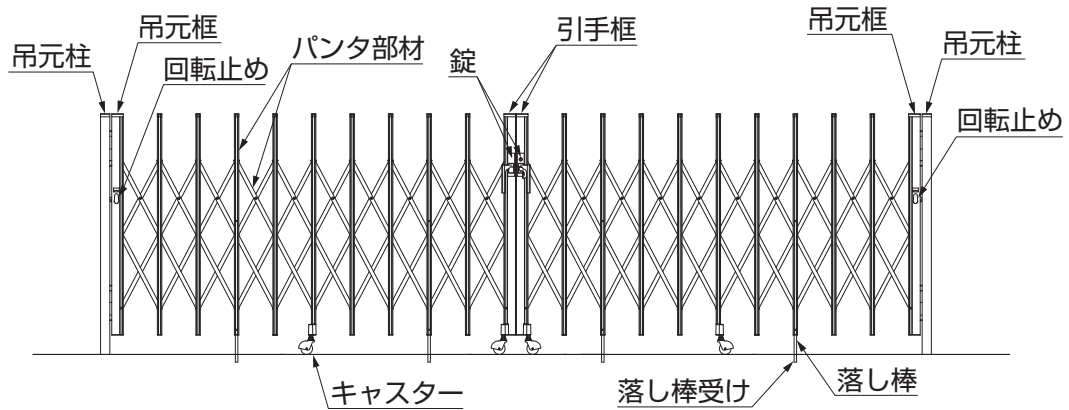 吊元柱
吊元框
回転止め
パンタ部材
錠
引手框
吊元框
吊元柱
回転止め
キャスター
落し棒受け
落し棒